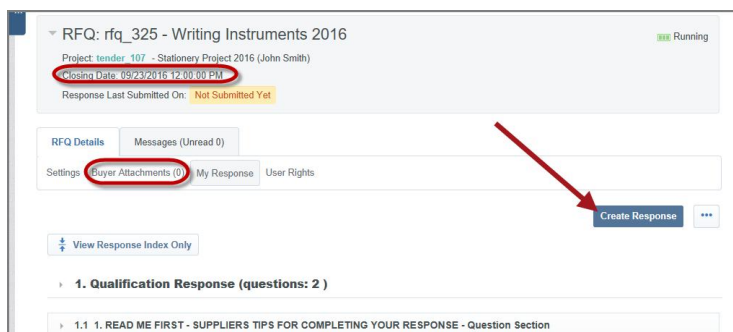 RFQ: rfq_325 - Writing Instruments 2016
Running
Project: tender_107 - Stationery Project 2016 (John Smith)
Closing Date: 09/23/2016 12:00:00 PM
Response Last Submitted On: Not Submitted Yet
RFQ Details Messages (Unread 0)
Settings Buyer Attachments (0) My Response User Rights
Create Response ...
View Response Index Only
1. Qualification Response (questions: 2 )
1.1 1. READ ME FIRST - SUPPLIERS TIPS FOR COMPLETING YOUR RESPONSE - Question Section